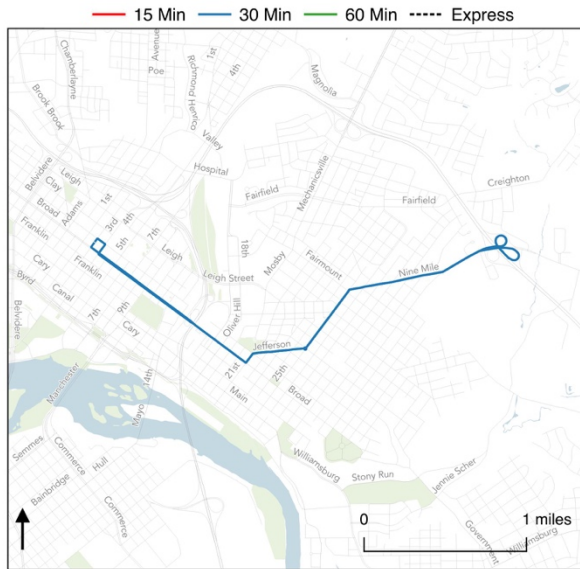 15 Min
30 Min
60 Min
Express
Chamberlayne
Avenue
Poe
Richmond Henrico
1st
4th
Magnolia
Brook Brook
Valley
Hospital
Mechanicsville
Belvidere
Leigh
Clay
Broad
Adams
1st
Fairfield
Fairfield
Creighton
3rd
4th
5th
7th
Leigh
18th
Franklin
Franklin
Mosby
Fairmount
Nine Mile
Leigh Street
Cary
Byrd
Canal
7th
9th
Cary
Oliver Hill
Belvidere
Jefferson
21st
25th
Main
Broad
Manchester
14th
Mayo
Semmes
Commerce
Hull
Bainbridge
Commerce
Williamsburg
Stony Run
Jennie Scher
Government
Williamsburg
0
1 miles